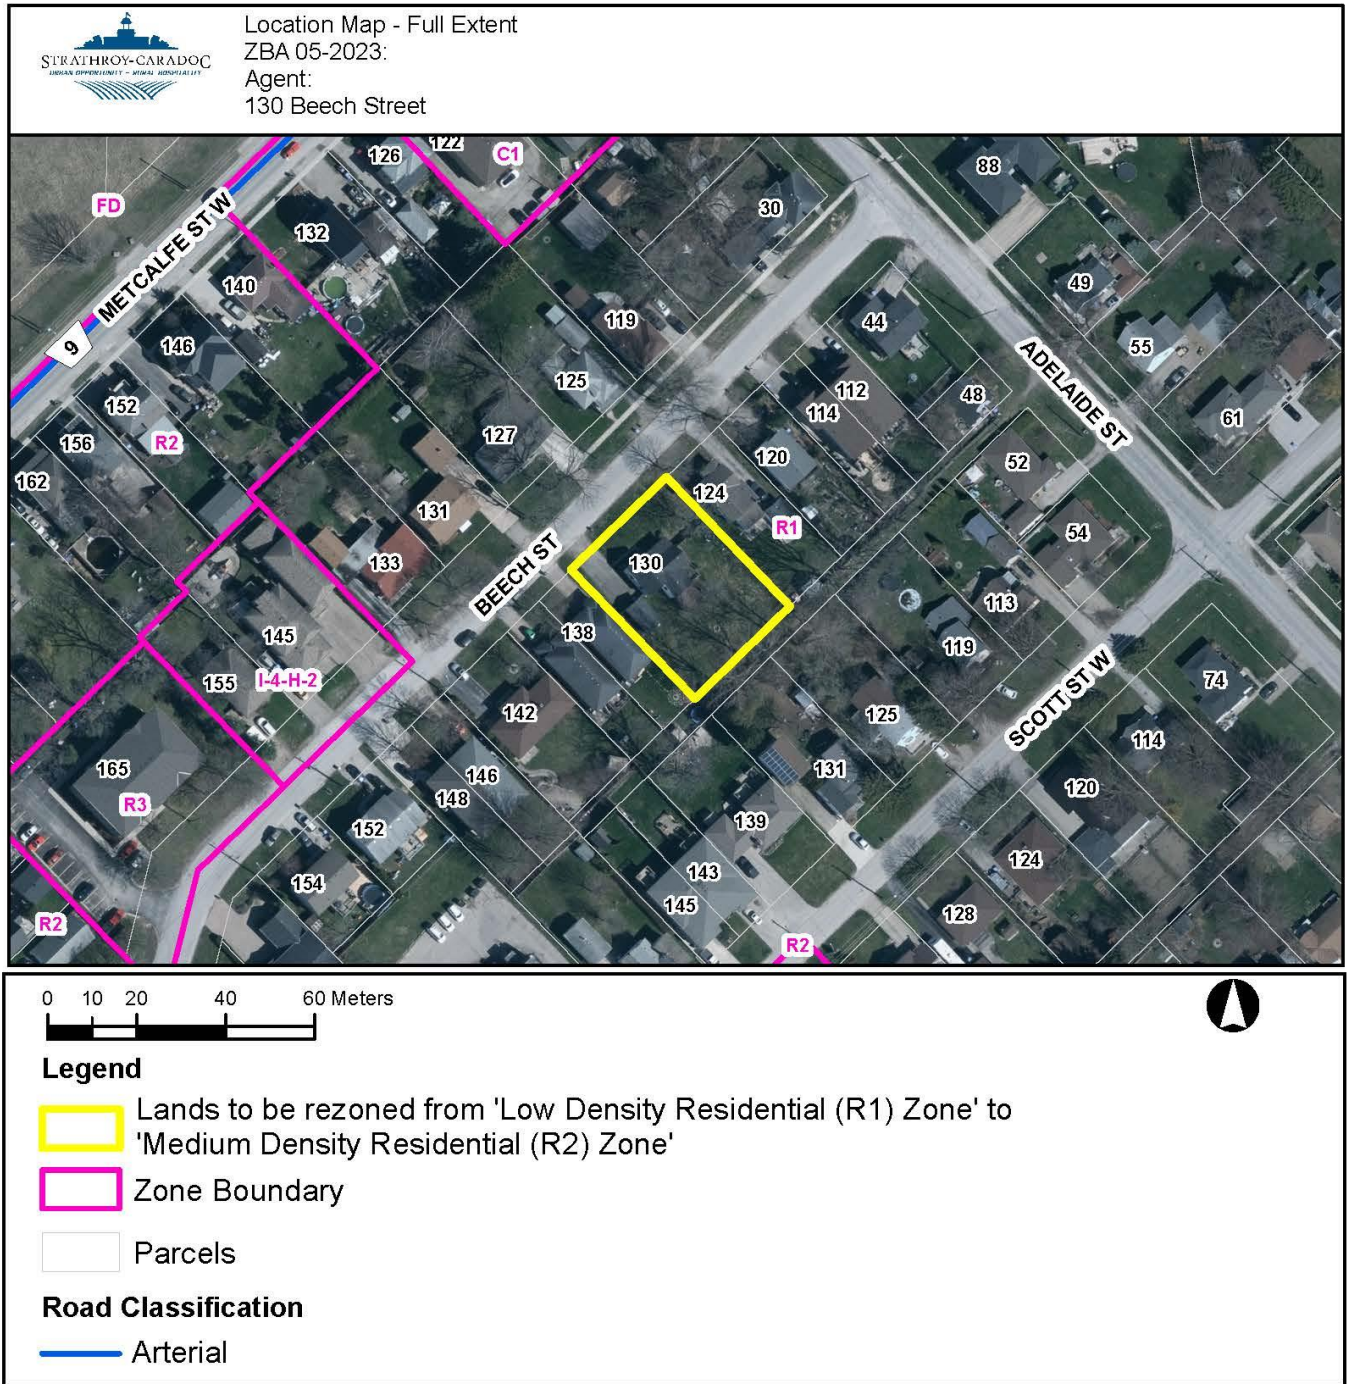 STRATHROY-CARADOC
URBAN OPPORTUNITY ~ RURAL HOSPITALITY
Location Map - Full Extent
ZBA 05-2023:
Agent:
130 Beech Street
122
126
C1
88
FD
30
132
METCALFE ST W
140
49
119
44
9
146
55
ADELAIDE ST
125
112
48
152
114
61
127
R2
156
120
52
162
124
131
R1
54
133
BEECH ST
130
113
138
145
119
155
I-4-H-2
74
SCOTT ST W
142
125
114
165
131
146
120
R3
148
139
152
124
143
154
145
128
R2
R2
0 10 20 40 60 Meters
Legend
Lands to be rezoned from 'Low Density Residential (R1) Zone' to
'Medium Density Residential (R2) Zone'
Zone Boundary
Parcels
Road Classification
Arterial